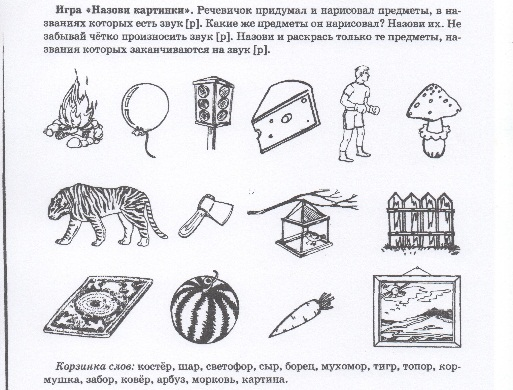 Игра «Назови картинки». Речевичок придумал и нарисовал предметы, в на-
званиях которых есть звук [р]. Какие же предметы он нарисовал? Назови их. Не
забывай чётко произносить звук [р]. Назови и раскрась только те предметы, на-
звания которых заканчиваются на звук [р].
Корзинка слов: костёр, шар, светофор, сыр, борец, мухомор, тигр, топор, кор-
мушка, забор, ковёр, арбуз, морковь, картина.